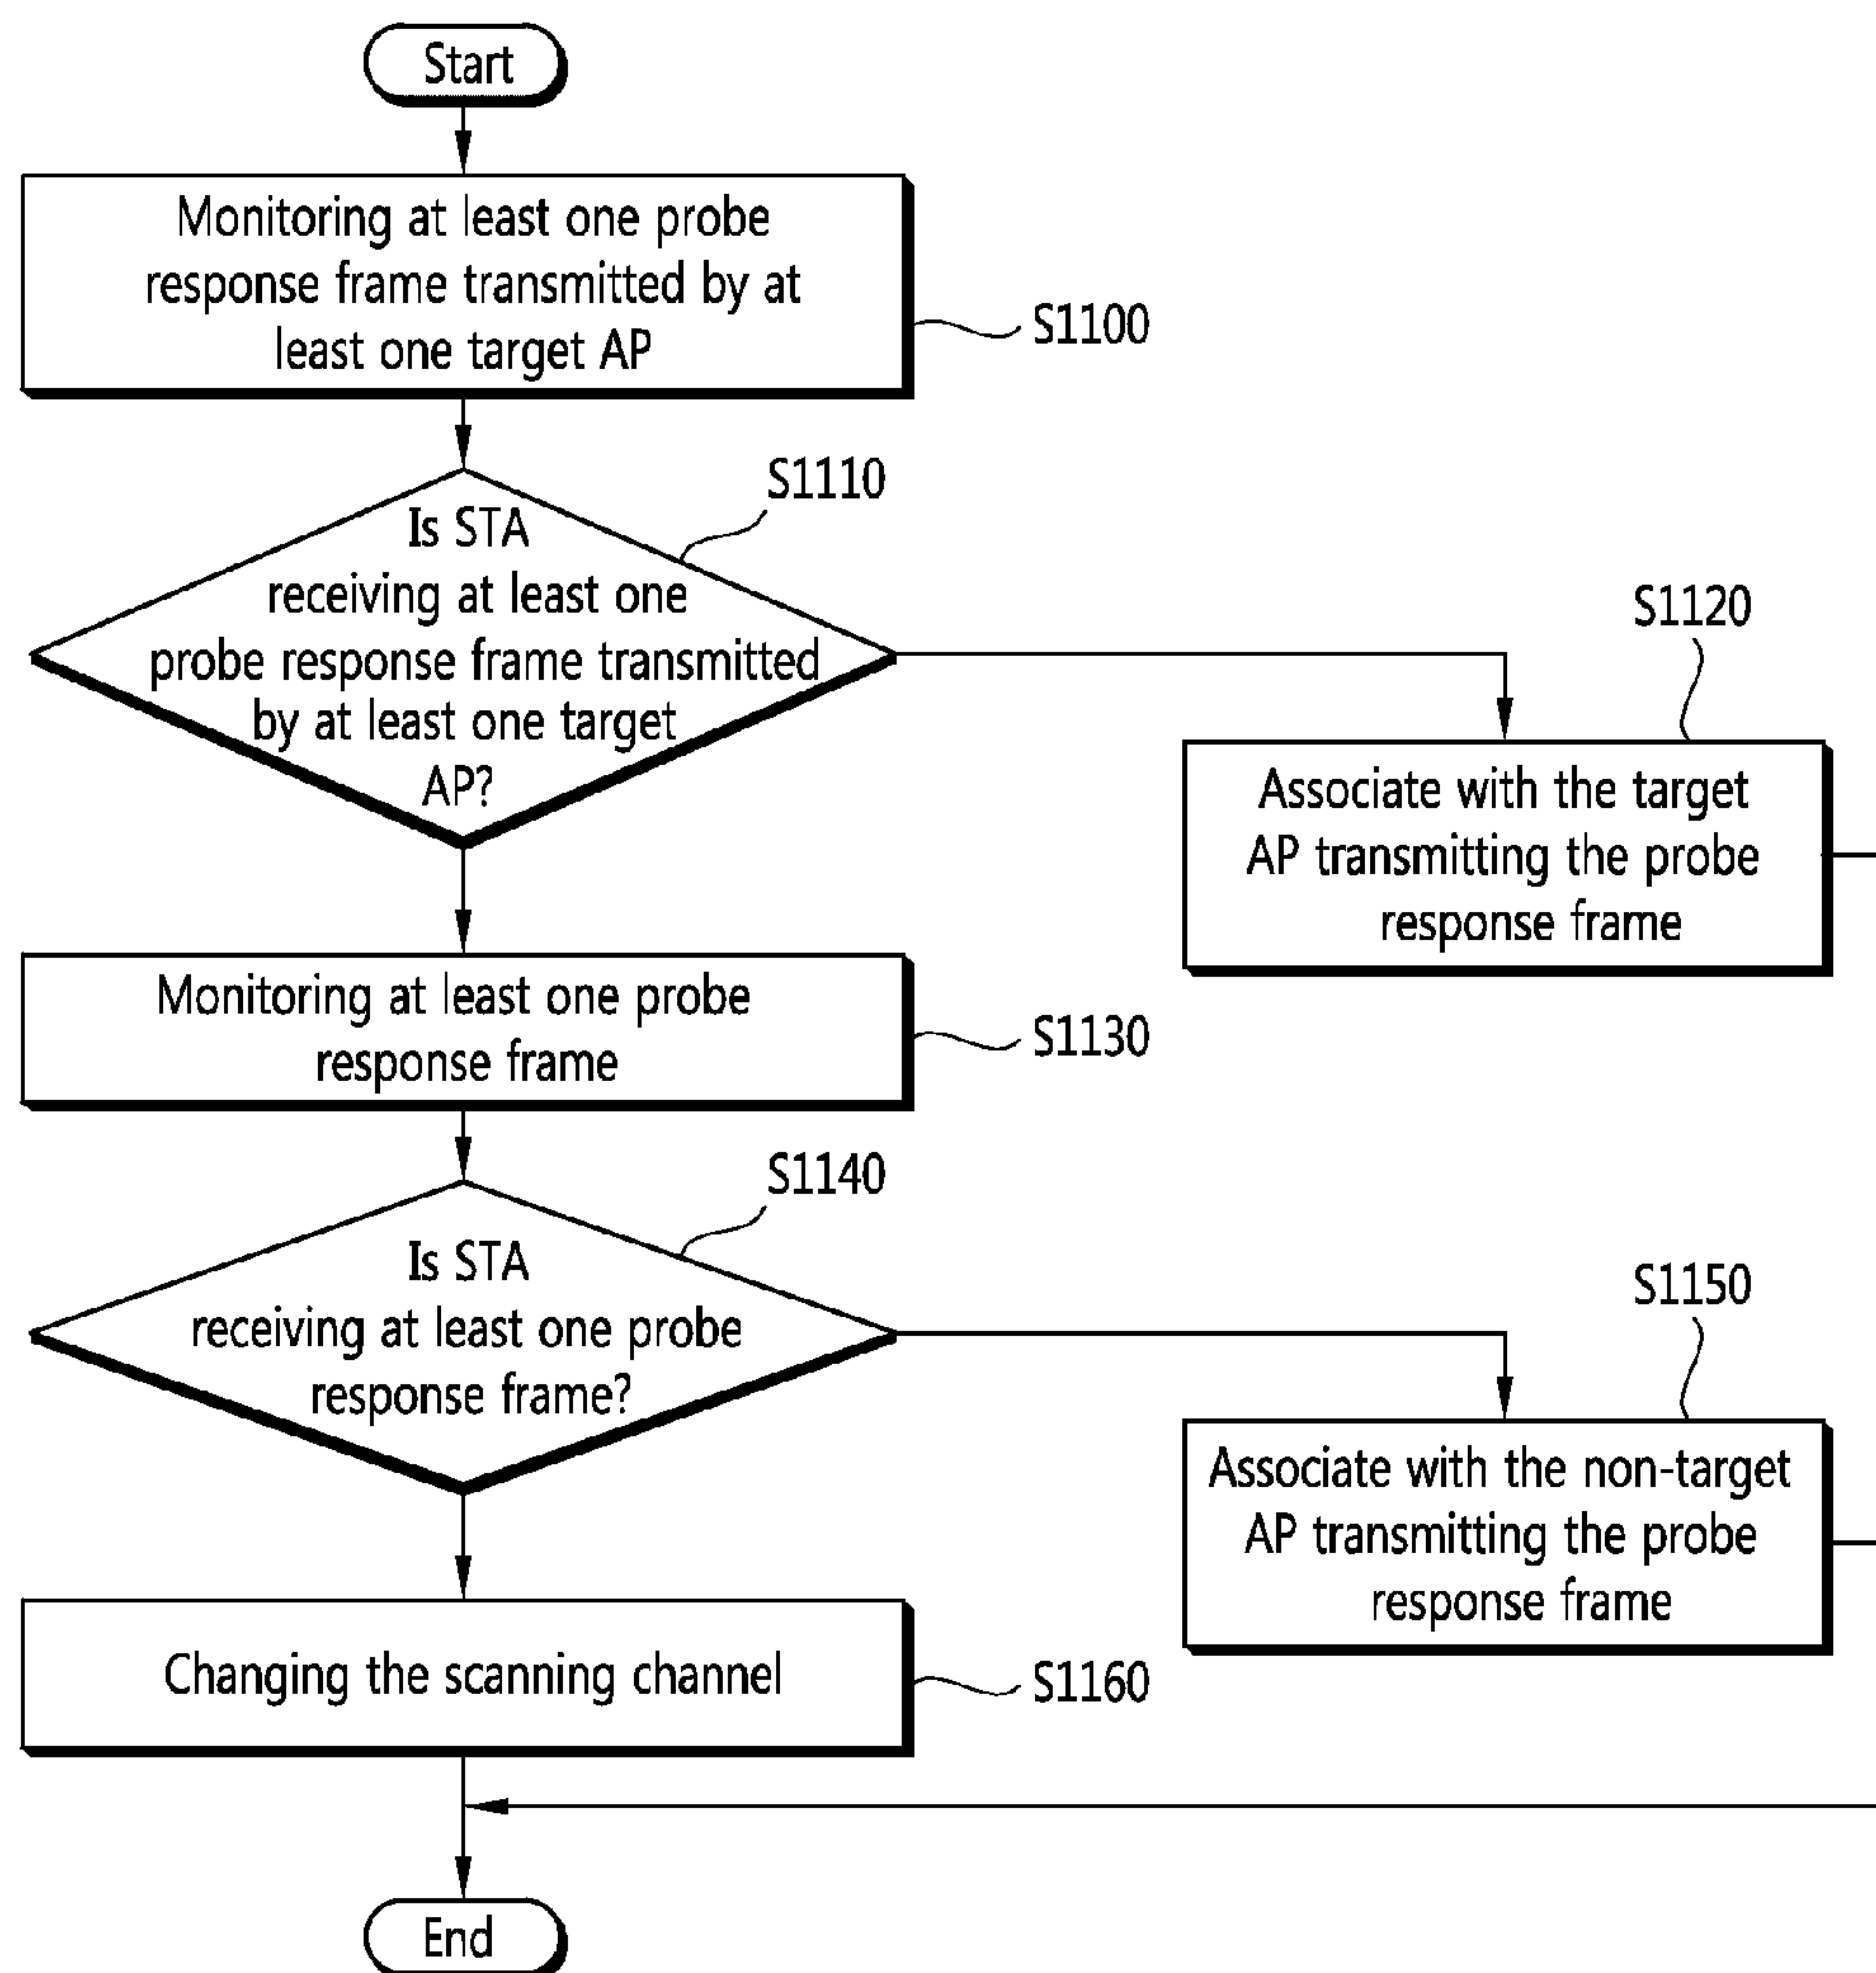 Start
Monitoring at least one probe
response frame transmitted by at
least one target AP
S1100
S1110
Is STA
receiving at least one
probe response frame transmitted
by at least one target
AP?
S1120
Associate with the target
AP transmitting the probe
response frame
Monitoring at least one probe
response frame
S1130
S1140
Is STA
receiving at least one probe
response frame?
S1150
Associate with the non-target
AP transmitting the probe
response frame
Changing the scanning channel
S1160
End